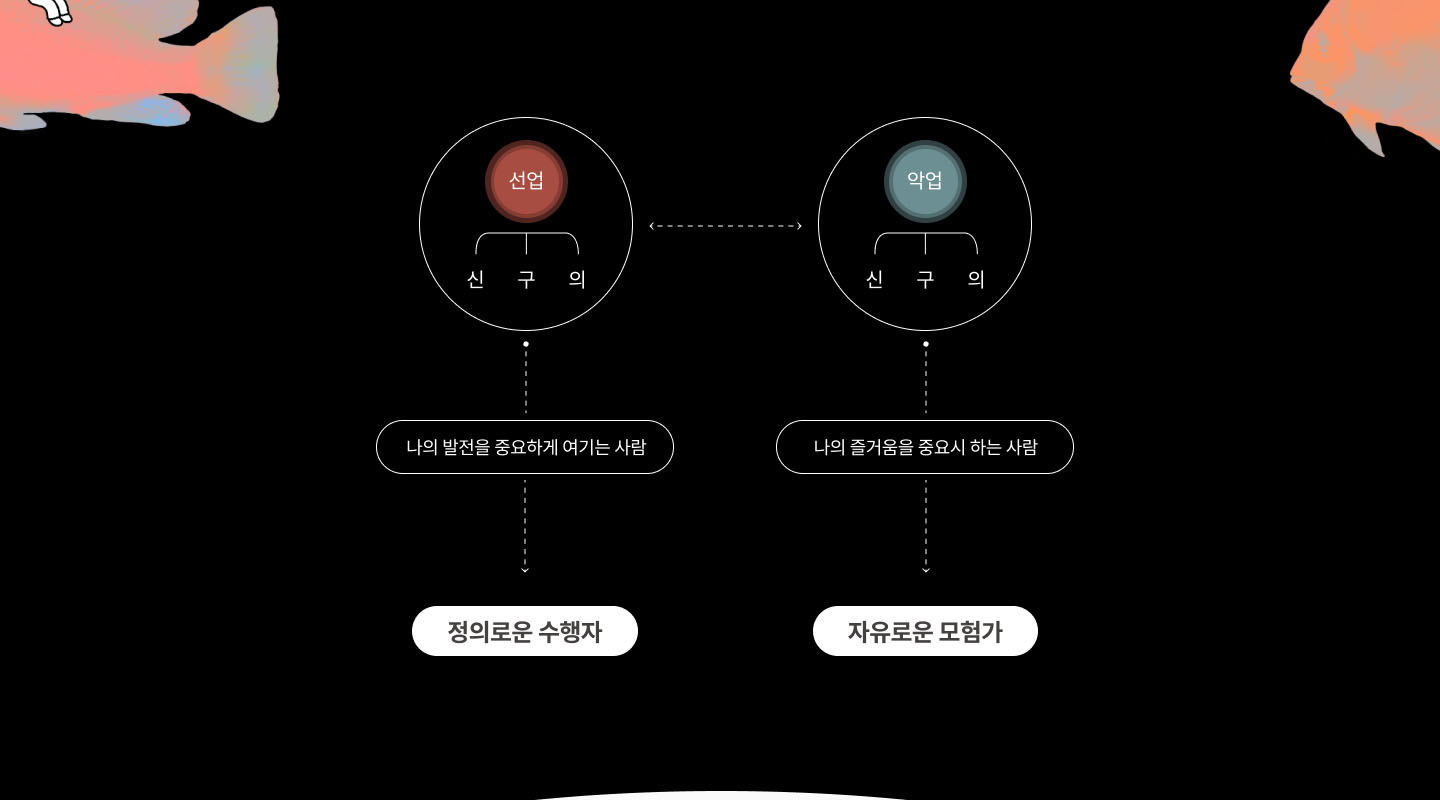 선업
악업
신 구 의
신 구 의
나의 발전을 중요하게 여기는 사람
나의 즐거움을 중요시 하는 사람
정의로운 수행자
자유로운 모험가